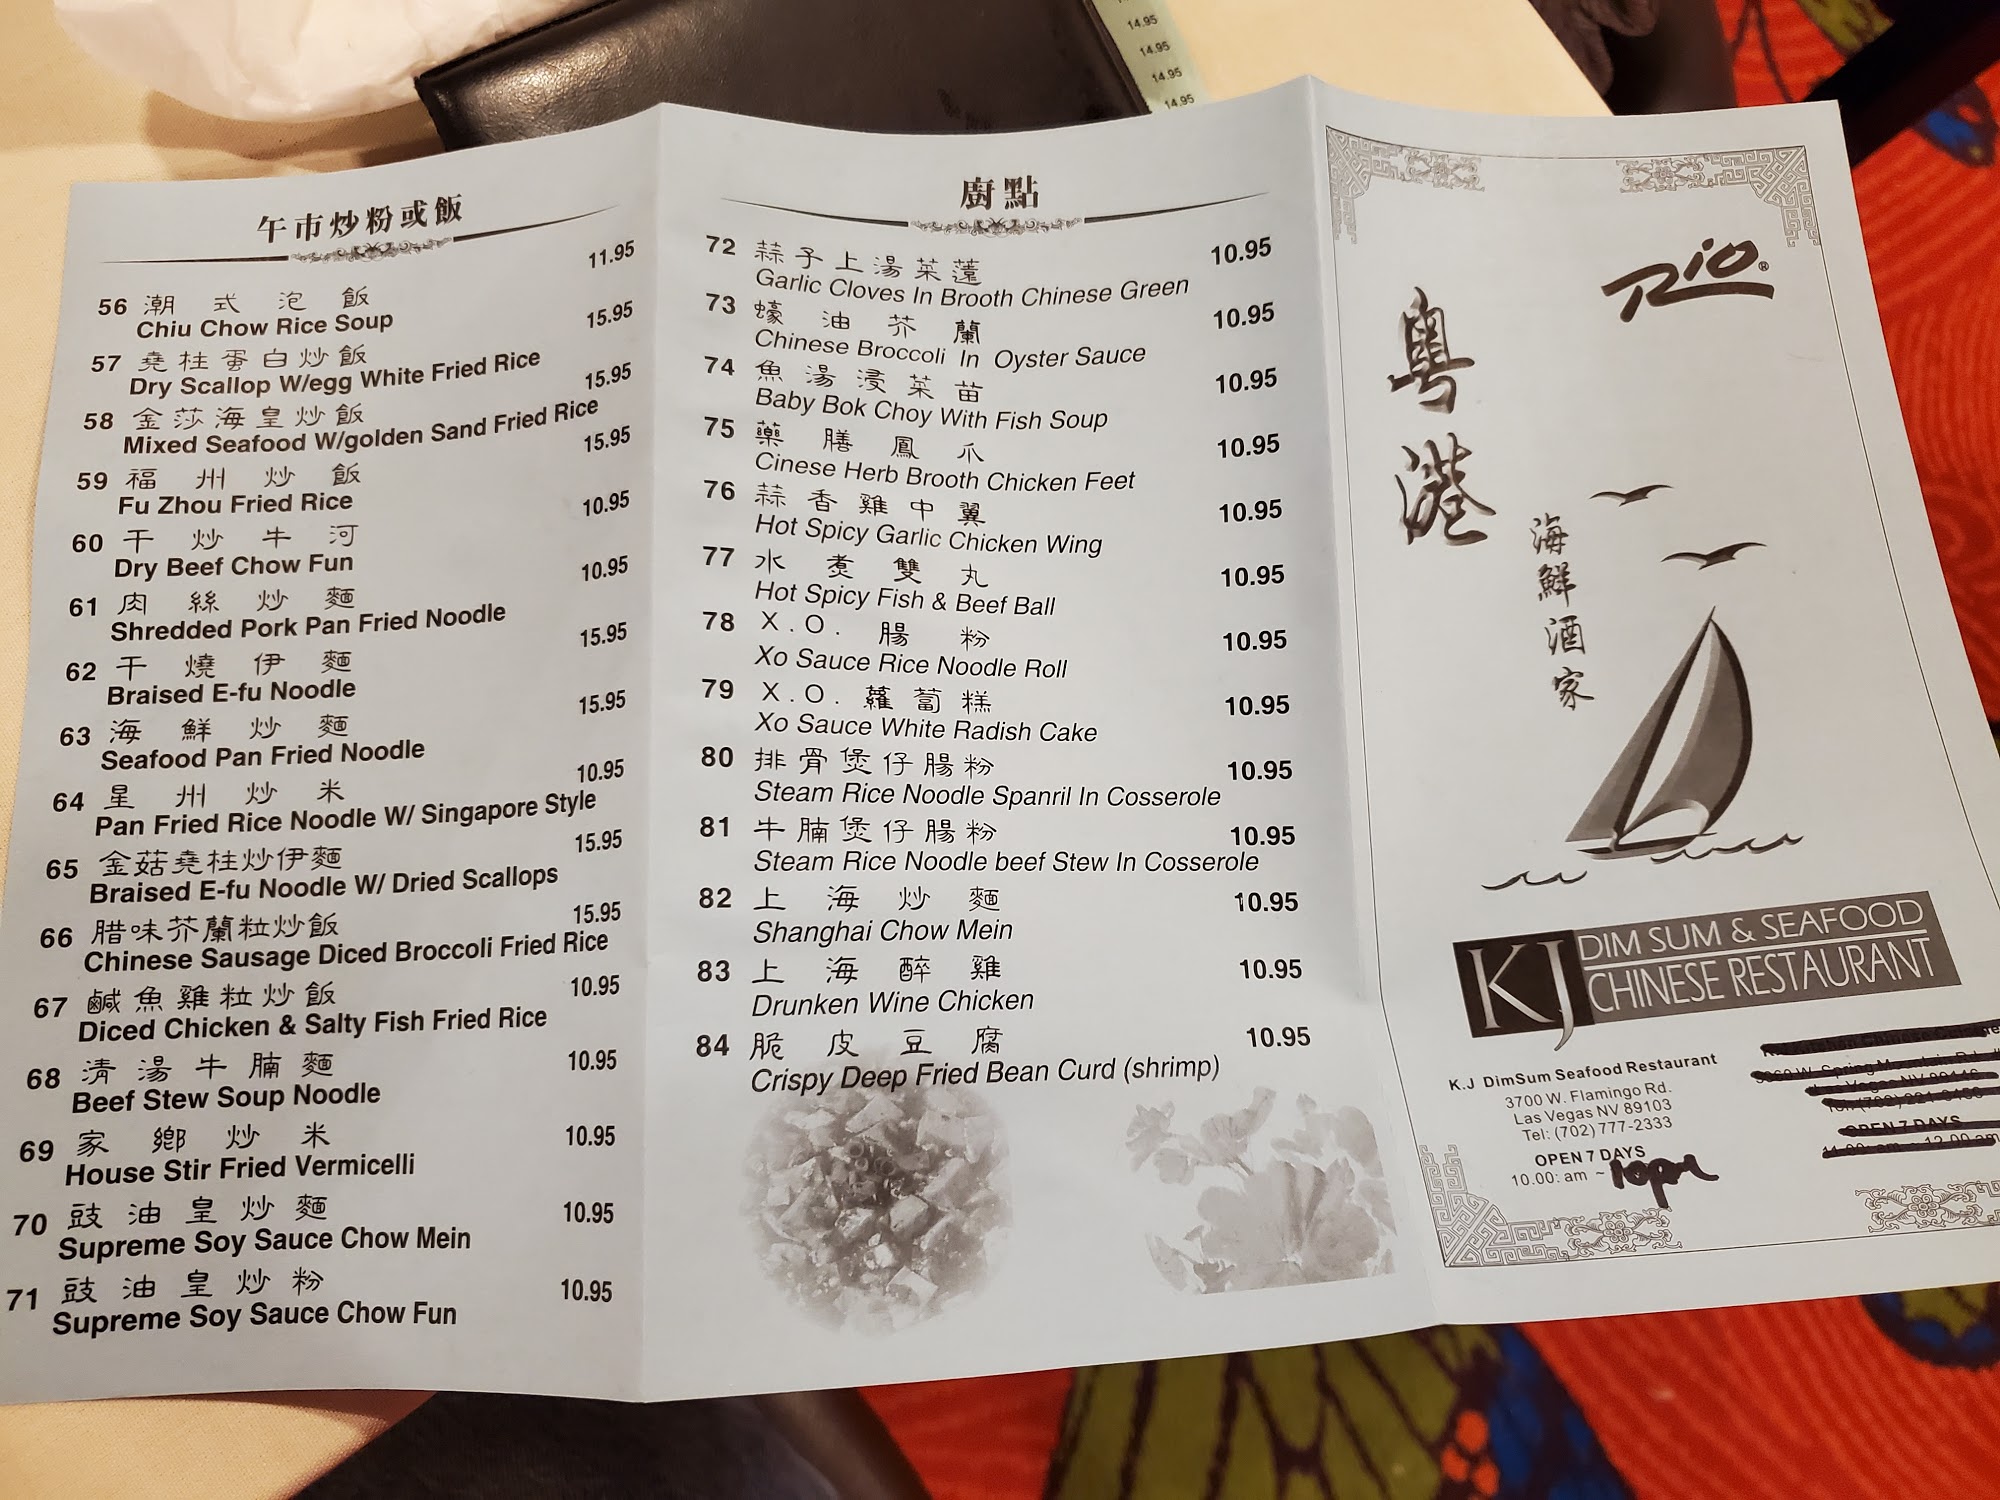 14.95
14.95
14.95
14.95
午市炒粉或飯
11.95
56 潮式泡飯
Chiu Chow Rice Soup
15.95
57 堯柱蛋白炒飯
Dry Scallop W/egg White Fried Rice
15.95
58 金莎海皇炒飯
Mixed Seafood W/golden Sand Fried Rice
15.95
59 福州炒飯
Fu Zhou Fried Rice
10.95
60 干炒牛河
Dry Beef Chow Fun
10.95
61 肉絲炒麵
Shredded Pork Pan Fried Noodle
15.95
62 干燒伊麵
Braised E-fu Noodle
15.95
63 海鮮炒麵
Seafood Pan Fried Noodle
10.95
64 星州炒米
Pan Fried Rice Noodle W/ Singapore Style
15.95
65 金菇堯柱炒伊麵
Braised E-fu Noodle W/ Dried Scallops
15.95
66 腊味芥蘭粒炒飯
Chinese Sausage Diced Broccoli Fried Rice
10.95
67 鹹魚雞粒炒飯
Diced Chicken & Salty Fish Fried Rice
10.95
68 淸湯牛腩麵
Beef Stew Soup Noodle
10.95
69 家鄉炒米
House Stir Fried Vermicelli
10.95
70 豉油皇炒麵
Supreme Soy Sauce Chow Mein
10.95
71 豉油皇炒粉
Supreme Soy Sauce Chow Fun
廚點
72 蒜子上湯菜薳 10.95
Garlic Cloves In Brooth Chinese Green
73 蠔油芥蘭 10.95
Chinese Broccoli In Oyster Sauce
74 魚湯浸菜苗 10.95
Baby Bok Choy With Fish Soup
75 藥膳鳳爪 10.95
Cinese Herb Brooth Chicken Feet
76 蒜香雞中翼 10.95
Hot Spicy Garlic Chicken Wing
77 水煑雙丸 10.95
Hot Spicy Fish & Beef Ball
78 X.O.腸粉 10.95
Xo Sauce Rice Noodle Roll
79 X.O.蘿蔔糕 10.95
Xo Sauce White Radish Cake
80 排骨煲仔腸粉 10.95
Steam Rice Noodle Spanril In Cosserole
81 牛腩煲仔腸粉 10.95
Steam Rice Noodle beef Stew In Cosserole
82 上海炒麵 10.95
Shanghai Chow Mein
83 上海醉雞 10.95
Drunken Wine Chicken
84 脆皮豆腐 10.95
Crispy Deep Fried Bean Curd (shrimp)
Rio®
粵港
海鮮酒家
KJ DIM SUM & SEAFOOD
CHINESE RESTAURANT
K.J DimSum Seafood Restaurant
3700 W. Flamingo Rd.
Las Vegas NV 89103
Tel: (702) 777-2333
OPEN 7 DAYS
10.00: am ~ 10pm
OPEN 7 DAYS